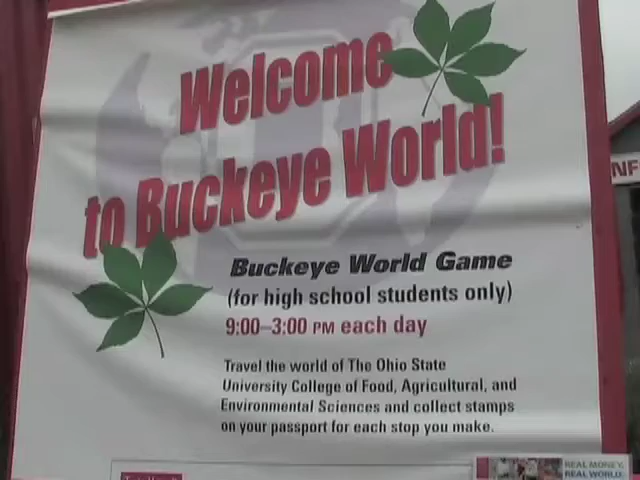 Welcome
to Buckeye World!
Buckeye World Game
(for high school students only)
9:00–3:00 PM each day
Travel the world of The Ohio State
University College of Food, Agricultural, and
Environmental Sciences and collect stamps
on your passport for each stop you make.
NF
REAL MONEY.
REAL WORLD.